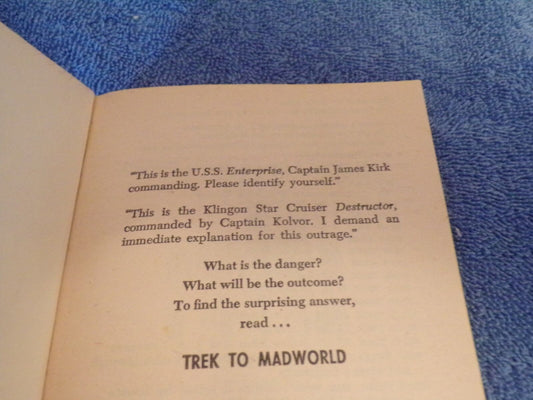 "This is the U.S.S. Enterprise, Captain James Kirk
commanding. Please identify yourself."
"This is the Klingon Star Cruiser Destructor,
commanded by Captain Kolvor. I demand an
immediate explanation for this outrage."
What is the danger?
What will be the outcome?
To find the surprising answer,
read . . .
TREK TO MADWORLD